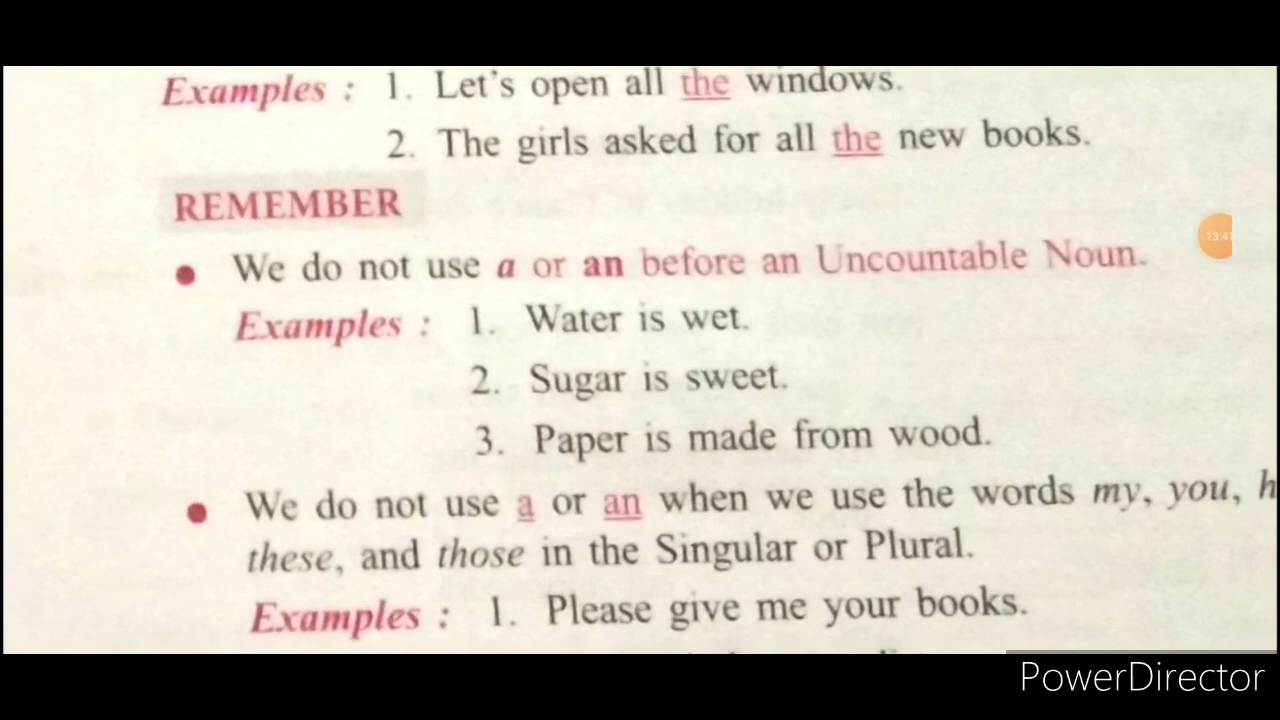 Examples : 1. Let's open all the windows.
2. The girls asked for all the new books.
REMEMBER
• We do not use a or an before an Uncountable Noun.
13:41
Examples : 1. Water is wet.
2. Sugar is sweet.
3. Paper is made from wood.
• We do not use a or an when we use the words my, you,
these, and those in the Singular or Plural.
Examples : 1. Please give me your books.
PowerDirector